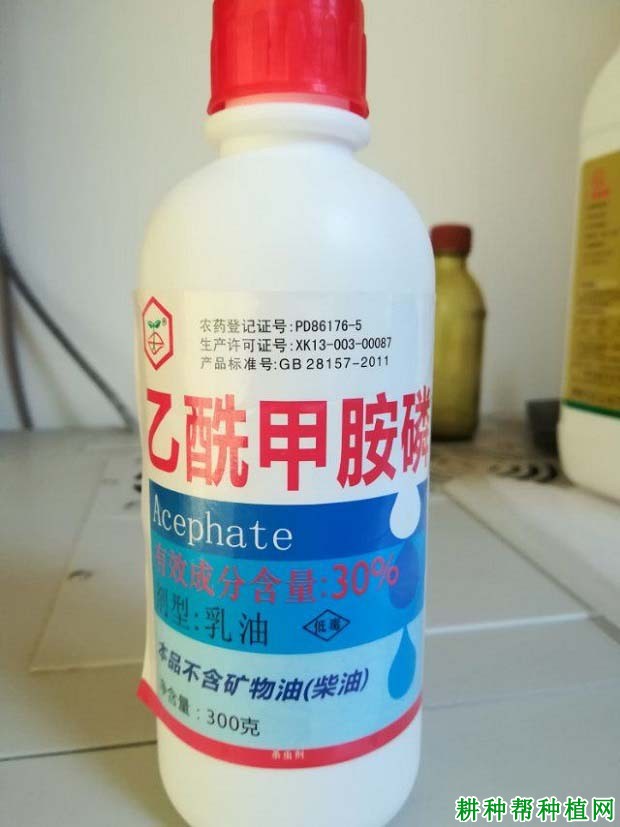 农药登记证号:PD86176-5
生产许可证号:XK13-003-00087
产品标准号:GB 28157-2011
乙酰甲胺磷
Acephate
有效成分含量:30%
剂型:乳油
低毒
本品不含矿物油(柴油)
净含量:300克
杀虫剂
耕种帮种植网